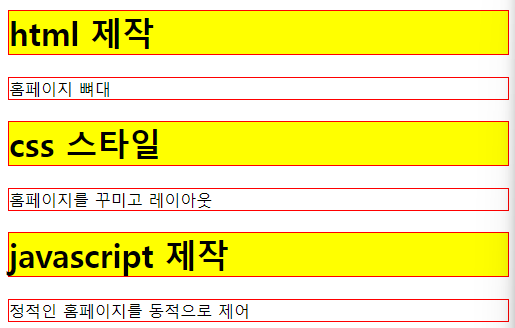 html 제작
홈페이지 뼈대
css 스타일
홈페이지를 꾸미고 레이아웃
javascript 제작
정적인 홈페이지를 동적으로 제어